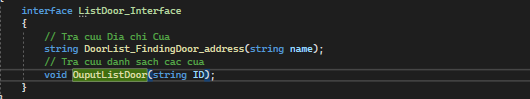 interface ListDoor_Interface
{
// Tra cuu Dia chi Cua
string DoorList_FindingDoor_address(string name);
// Tra cuu danh sach cac cua
void OuputListDoor(string ID);
}